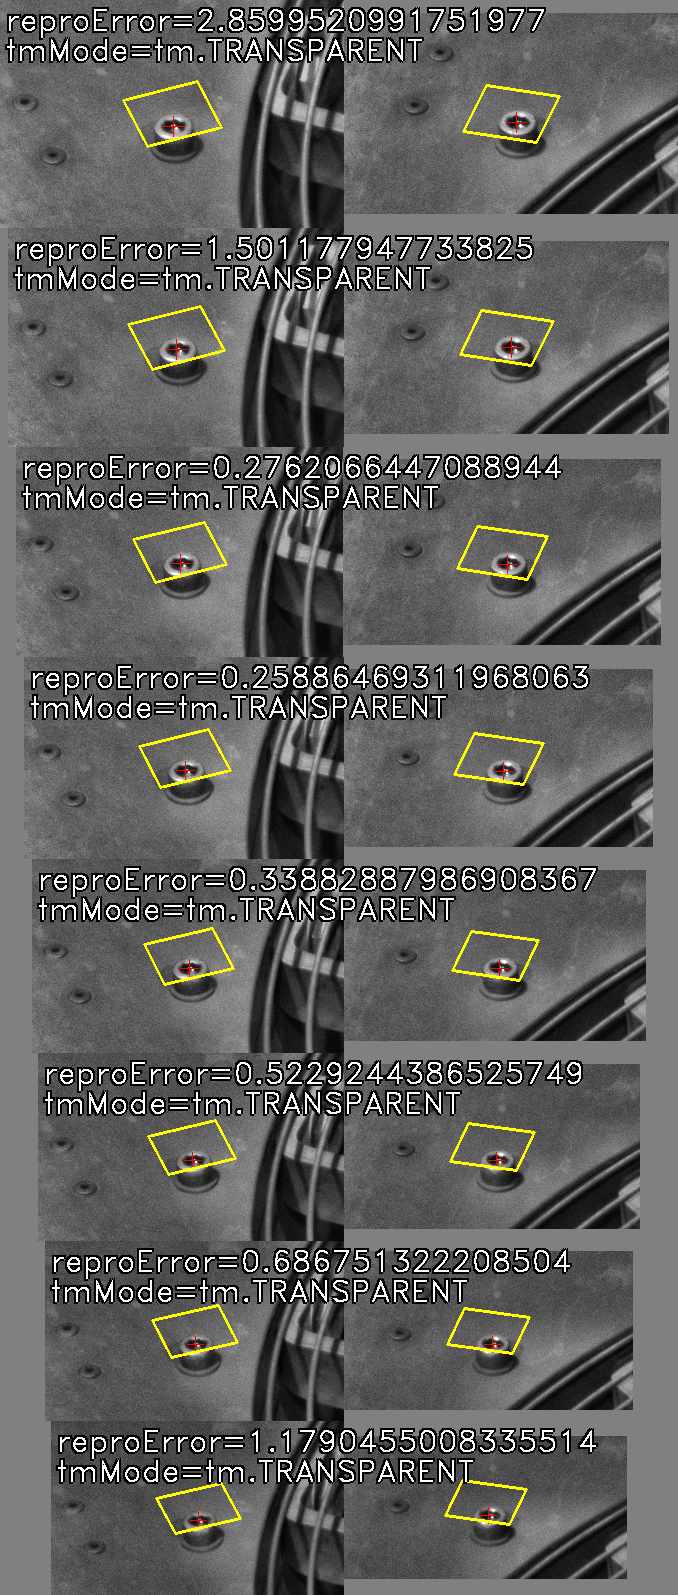 reproError=2.8599520991751977
tmMode=tm.TRANSPARENT
reproError=1.501177947733825
tmMode=tm.TRANSPARENT
reproError=0.2762066447088944
tmMode=tm.TRANSPARENT
reproError=0.25886469311968063
tmMode=tm.TRANSPARENT
reproError=0.33882887986908367
tmMode=tm.TRANSPARENT
reproError=0.5229244386525749
tmMode=tm.TRANSPARENT
reproError=0.686751322208504
tmMode=tm.TRANSPARENT
reproError=1.1790455008335514
tmMode=tm.TRANSPARENT